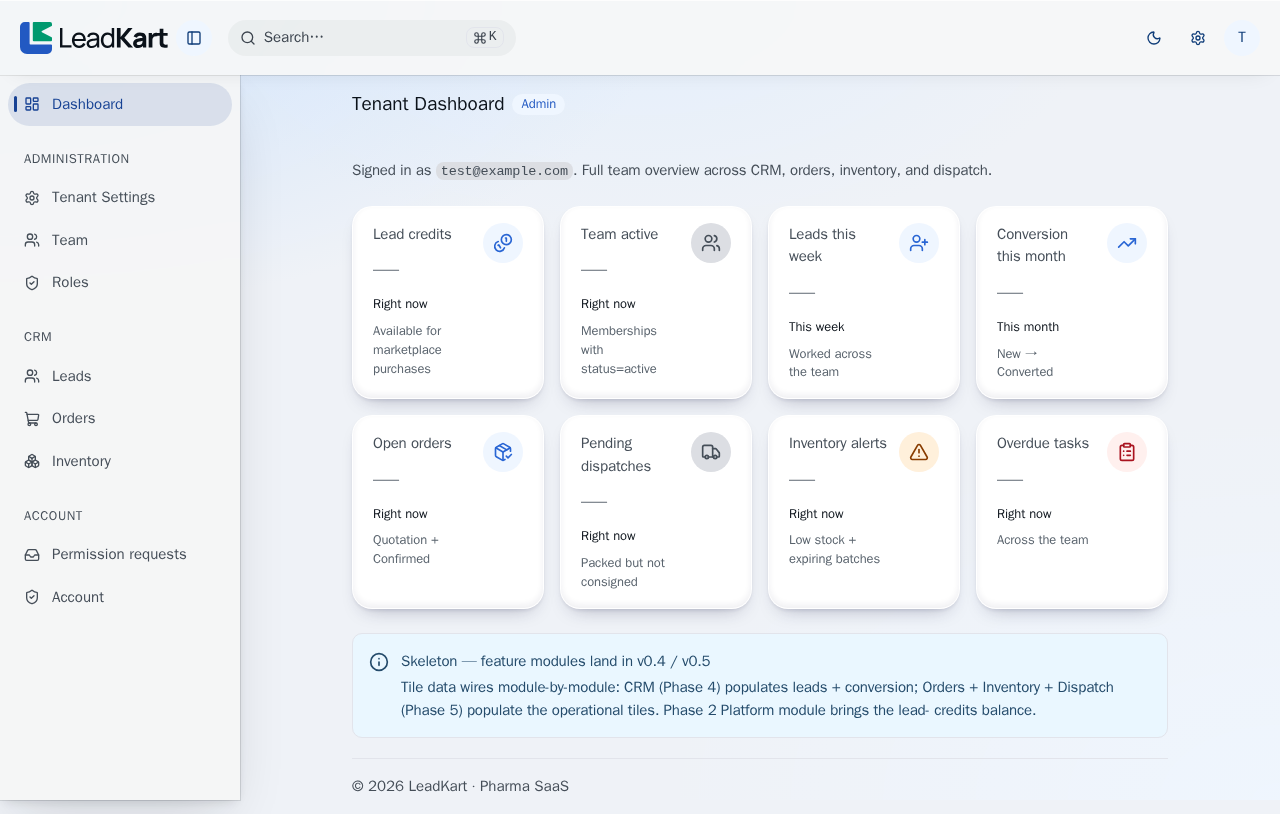 LeadKart
Search…
⌘K
T
Dashboard
ADMINISTRATION
Tenant Settings
Team
Roles
CRM
Leads
Orders
Inventory
ACCOUNT
Permission requests
Account
Tenant Dashboard
Admin
Signed in as test@example.com. Full team overview across CRM, orders, inventory, and dispatch.
Lead credits
—
Right now
Available for
marketplace
purchases
Team active
—
Right now
Memberships
with
status=active
Leads this
week
—
This week
Worked across
the team
Conversion
this month
—
This month
New →
Converted
Open orders
—
Right now
Quotation +
Confirmed
Pending
dispatches
—
Right now
Packed but not
consigned
Inventory alerts
—
Right now
Low stock +
expiring batches
Overdue tasks
—
Right now
Across the team
Skeleton — feature modules land in v0.4 / v0.5
Tile data wires module-by-module: CRM (Phase 4) populates leads + conversion; Orders + Inventory + Dispatch
(Phase 5) populate the operational tiles. Phase 2 Platform module brings the lead- credits balance.
© 2026 LeadKart · Pharma SaaS